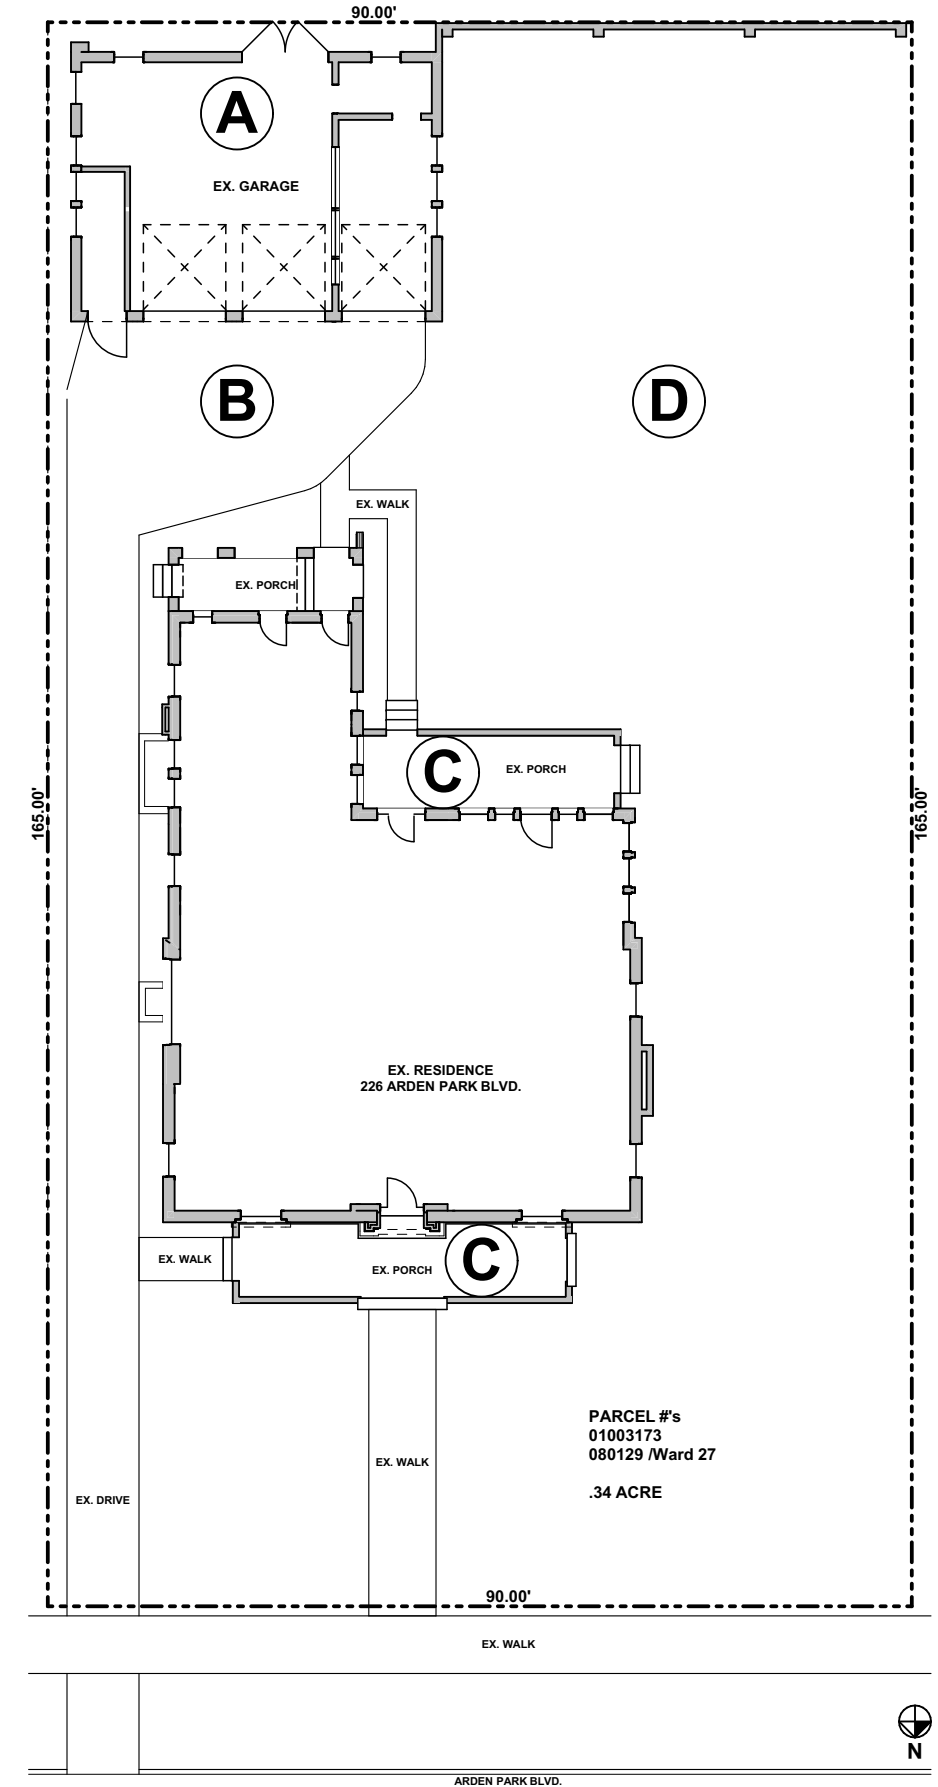 90.00'
A
EX. GARAGE
B
D
EX. WALK
EX. PORCH
C
EX. PORCH
165.00'
165.00'
EX. RESIDENCE
226 ARDEN PARK BLVD.
EX. WALK
EX. PORCH
C
PARCEL #'s
01003173
080129 /Ward 27
.34 ACRE
EX. WALK
EX. DRIVE
90.00'
EX. WALK
N
ARDEN PARK BLVD.